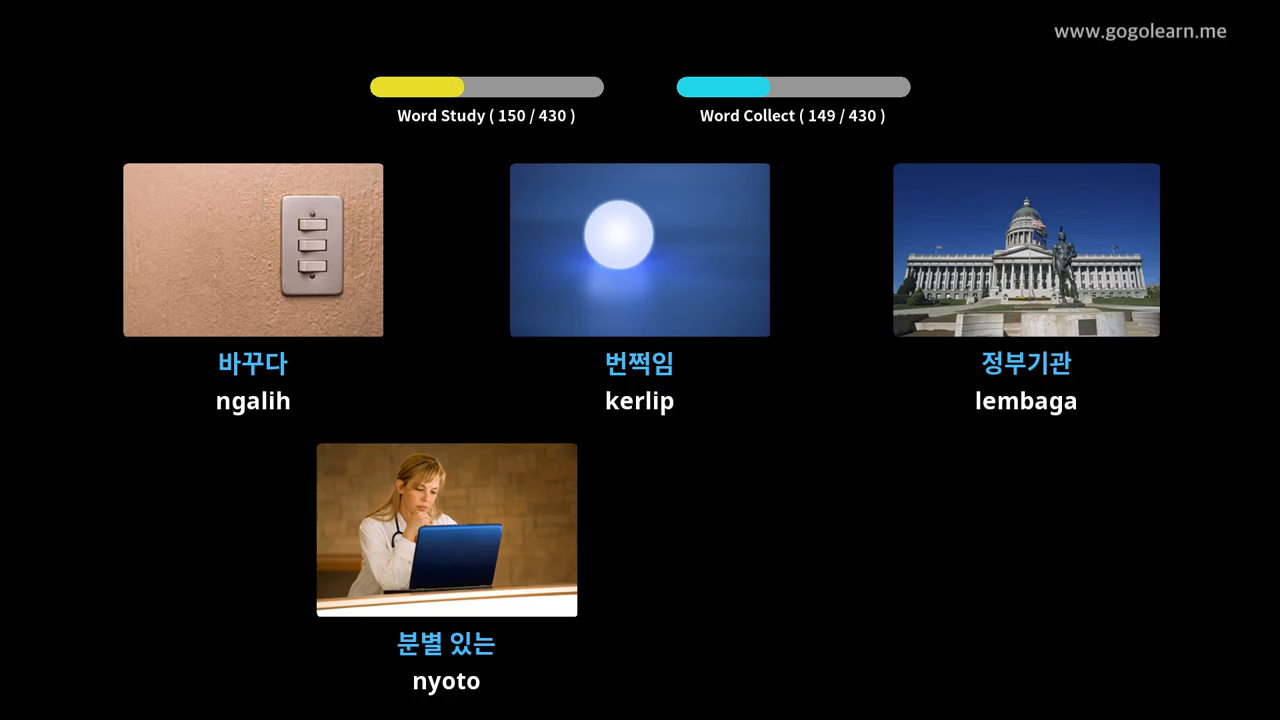 www.gogolearn.me
Word Study ( 150 / 430 )
Word Collect ( 149 / 430 )
바꾸다
ngalih
번쩍임
kerlip
정부기관
lembaga
분별 있는
nyoto